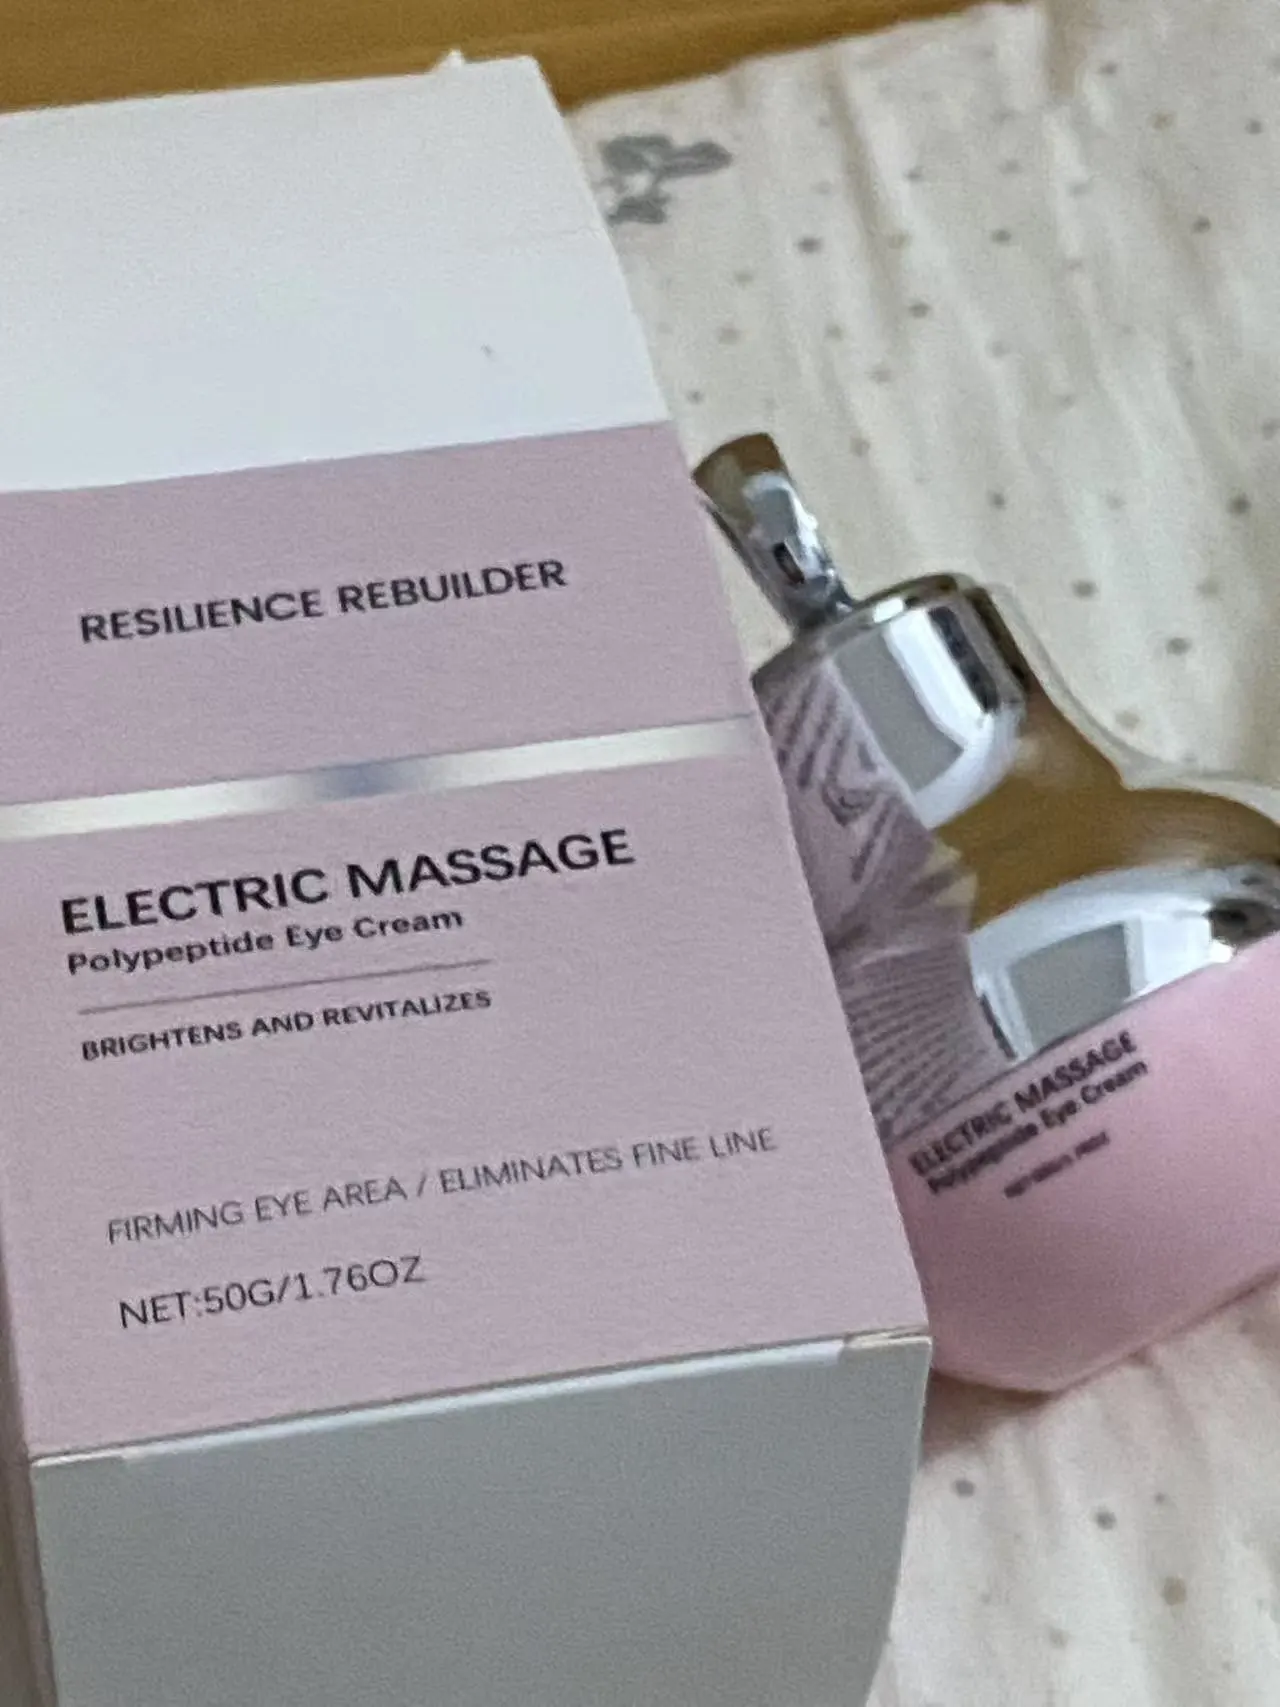 RESILIENCE REBUILDER
ELECTRIC MASSAGE
Polypeptide Eye Cream
BRIGHTENS AND REVITALIZES
FIRMING EYE AREA / ELIMINATES FINE LINE
NET:50G/1.76OZ
ELECTRIC MASSAGE
Polypeptide Eye Cream